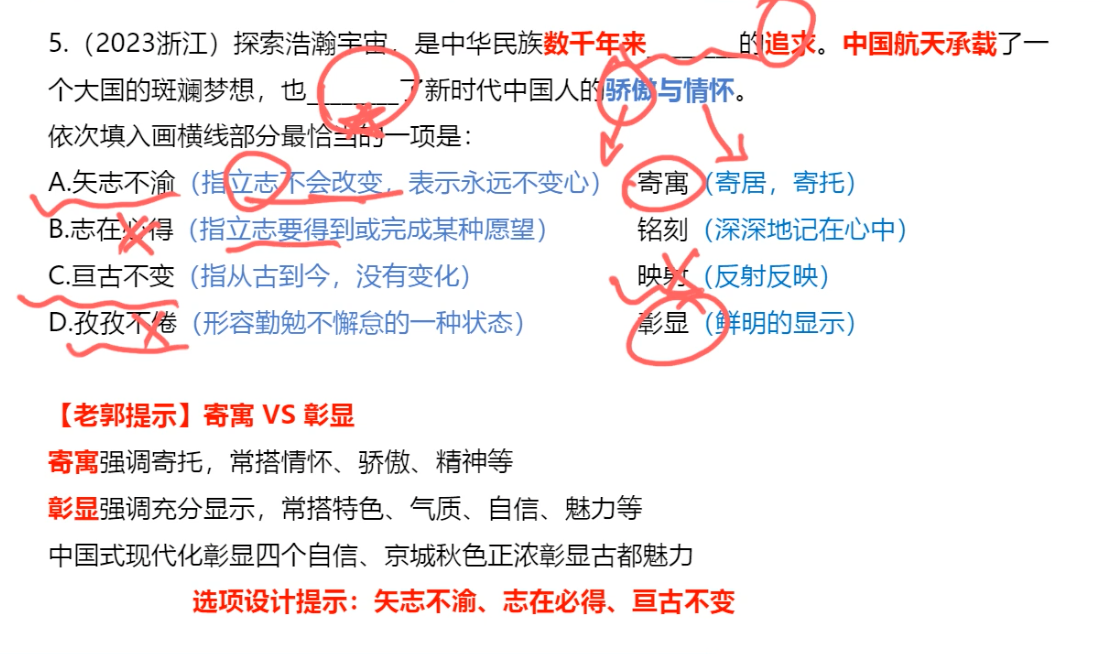 5.（2023浙江）探索浩瀚宇宙，是中华民族数千年来______的追求。中国航天承载了一
个大国的斑斓梦想，也______了新时代中国人的骄傲与情怀。
依次填入画横线部分最恰当的一项是：
A.矢志不渝（指立志不会改变，表示永远不变心） 寄寓（寄居，寄托）
B.志在必得（指立志要得到或完成某种愿望） 铭刻（深深地记在心中）
C.亘古不变（指从古到今，没有变化） 映射（反射反映）
D.孜孜不倦（形容勤勉不懈怠的一种状态） 彰显（鲜明的显示）
【老郭提示】寄寓 VS 彰显
寄寓强调寄托，常搭情怀、骄傲、精神等
彰显强调充分显示，常搭特色、气质、自信、魅力等
中国式现代化彰显四个自信、京城秋色正浓彰显古都魅力
选项设计提示：矢志不渝、志在必得、亘古不变